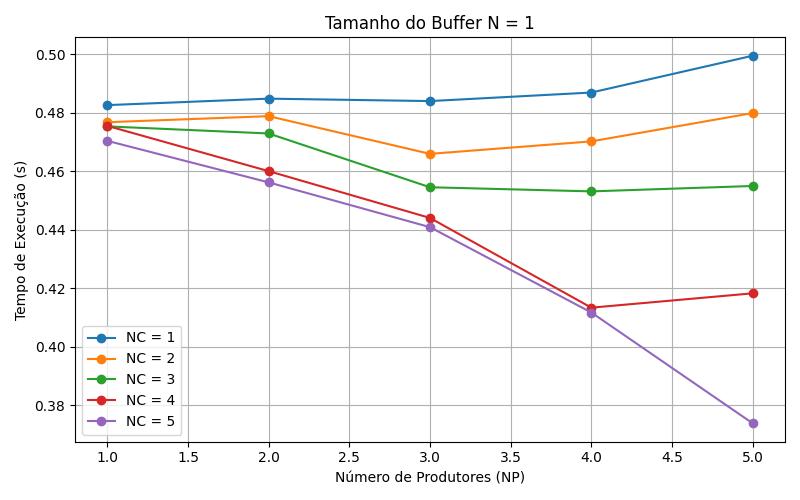 Tamanho do Buffer N = 1
Tempo de Execução (s)
0.50
0.48
0.46
0.44
0.42
0.40
0.38
NC = 1
NC = 2
NC = 3
NC = 4
NC = 5
1.0 1.5 2.0 2.5 3.0 3.5 4.0 4.5 5.0
Número de Produtores (NP)